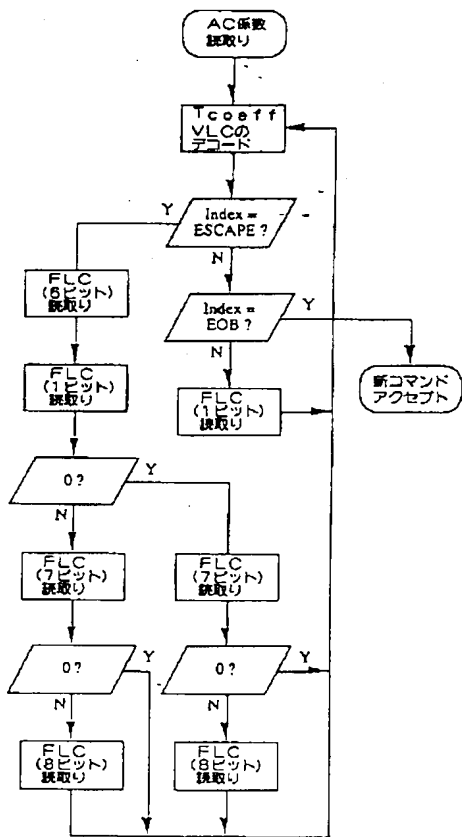 AC係数
読取り
Tcoeff
VLCの
デコード
Y
Index =
ESCAPE ?
N
FLC
(6ビット)
読取り
Index =
EOB ?
Y
N
FLC
(1ビット)
読取り
FLC
(1ビット)
読取り
新コマンド
アクセプト
0 ?
Y
N
FLC
(7ビット)
読取り
FLC
(7ビット)
読取り
0 ?
Y
N
0 ?
Y
N
FLC
(8ビット)
読取り
FLC
(8ビット)
読取り